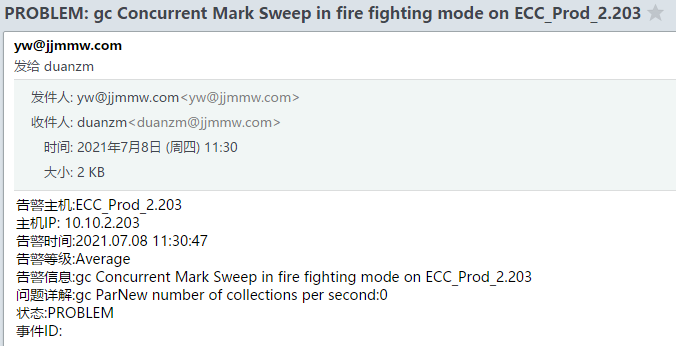 PROBLEM: gc Concurrent Mark Sweep in fire fighting mode on ECC_Prod_2.203
yw@jjmmw.com
发给 duanzm
发件人: yw@jjmmw.com<yw@jjmmw.com>
收件人: duanzm<duanzm@jjmmw.com>
时间: 2021年7月8日 (周四) 11:30
大小: 2 KB
告警主机:ECC_Prod_2.203
主机IP: 10.10.2.203
告警时间:2021.07.08 11:30:47
告警等级:Average
告警信息:gc Concurrent Mark Sweep in fire fighting mode on ECC_Prod_2.203
问题详解:gc ParNew number of collections per second:0
状态:PROBLEM
事件ID: